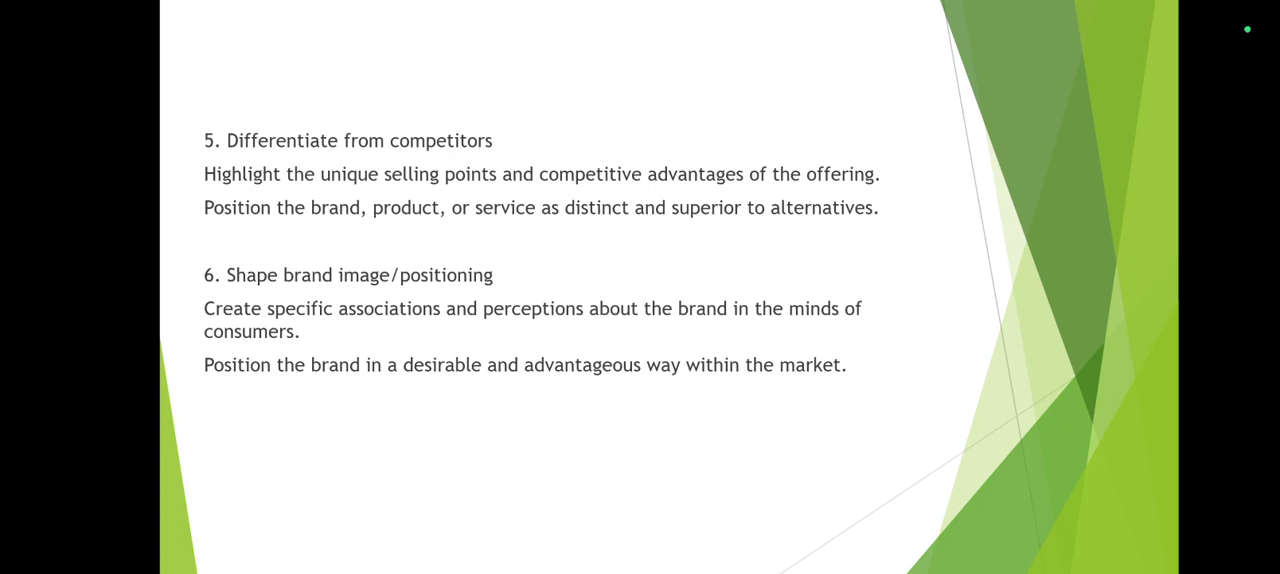 5. Differentiate from competitors
Highlight the unique selling points and competitive advantages of the offering.
Position the brand, product, or service as distinct and superior to alternatives.
6. Shape brand image/positioning
Create specific associations and perceptions about the brand in the minds of
consumers.
Position the brand in a desirable and advantageous way within the market.